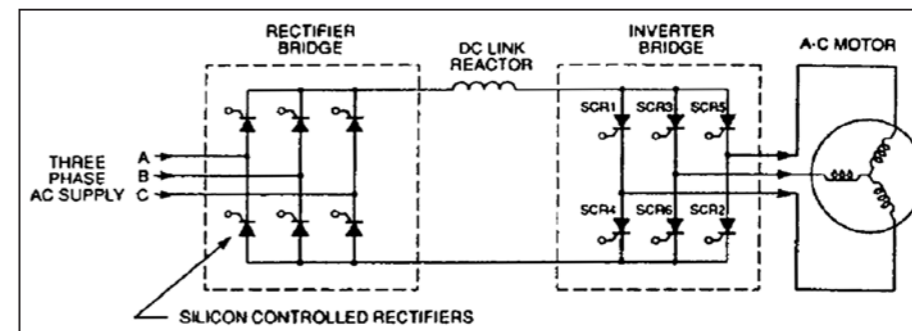 RECTIFIER
BRIDGE
DC LINK
REACTOR
INVERTER
BRIDGE
A-C MOTOR
SCR1
SCR3
SCR5
THREE
PHASE
AC SUPPLY
A
B
C
SCR4
SCR6
SCR2
SILICON CONTROLLED RECTIFIERS